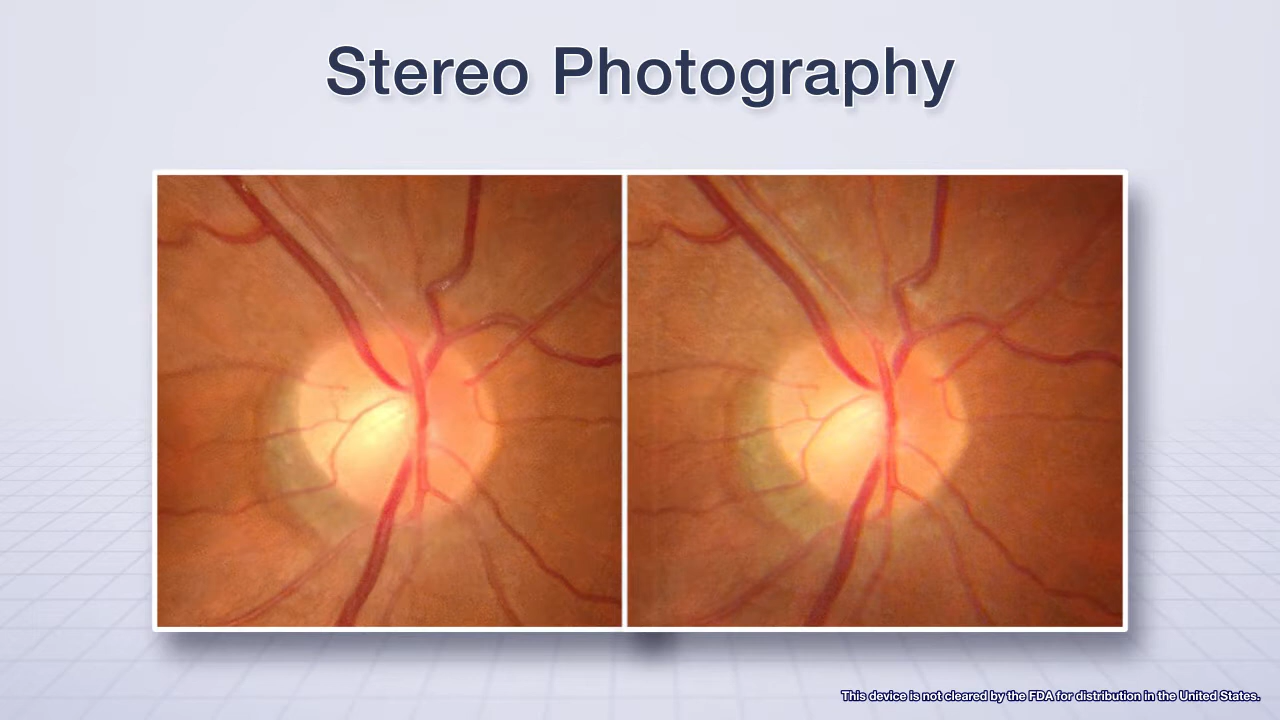 Stereo Photography
This device is not cleared by the FDA for distribution in the United States.